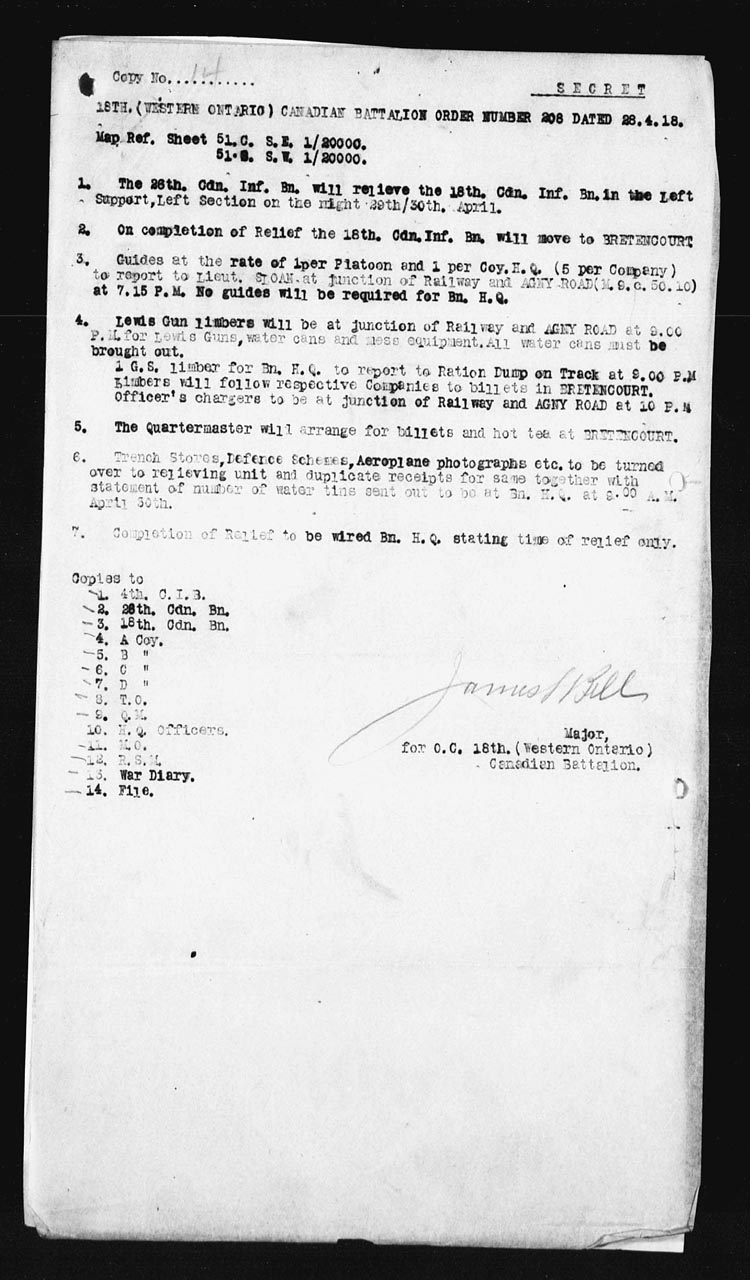 Copy No...14.......
SECRET
18TH.(WESTERN ONTARIO) CANADIAN BATTALION ORDER NUMBER 208 DATED 28.4.18.
Map Ref. Sheet 51.C. S.E. 1/20000.
S.W. 1/20000.
1. The 26th. Cdn. Inf. Bn. will relieve the 18th. Cdn. Inf. Bn.in the Left
Support,Left Section on the night 29th/30th. April.
2. On completion of Relief the 18th. Cdn.Inf. Bn. will move to BRETENCOURT
3. Guides at the rate of 1per Platoon and 1 per Coy.H.Q. (5 per Company)
to report to Lieut. SLOAN.at junction of Railway and AGNY ROAD(M.9.c.50.10)
at 7.15 P.M. No guides will be required for Bn. H.Q.
4. Lewis Gun limbers will be at junction of Railway and AGNY ROAD at 9.00
P.M.for Lewis Guns,water cans and mess equipment.All water cans must be
brought out.
1 G.S. limber for Bn. H.Q. to report to Ration Dump on Track at 9.00 P.M
Limbers will follow respective Companies to billets in BRETENCOURT.
Officer's chargers to be at junction of Railway and AGNY ROAD at 10 P.M
5. The Quartermaster will arrange for billets and hot tea at BRETENCOURT.
6. Trench Stores,Defence Schemes,Aeroplane photographs etc. to be turned
over to relieving unit and duplicate receipts for same together with
statement of number of water tins sent out to be at Bn. H.Q. at 9.00 A.M.
April 30th.
7. Completion of Relief to be wired Bn. H.Q. stating time of relief only.
Copies to
1. 4th. C.I.B.
2. 26th. Cdn. Bn.
3. 18th. Cdn. Bn.
4. A Coy.
5. B "
6. C "
7. D "
8. T.O.
9. Q.M.
10. H.Q. Officers.
11. M.O.
12. R.S.M.
13. War Diary.
14. File.
James Bell
Major,
for O.C. 18th.(Western Ontario)
Canadian Battalion.